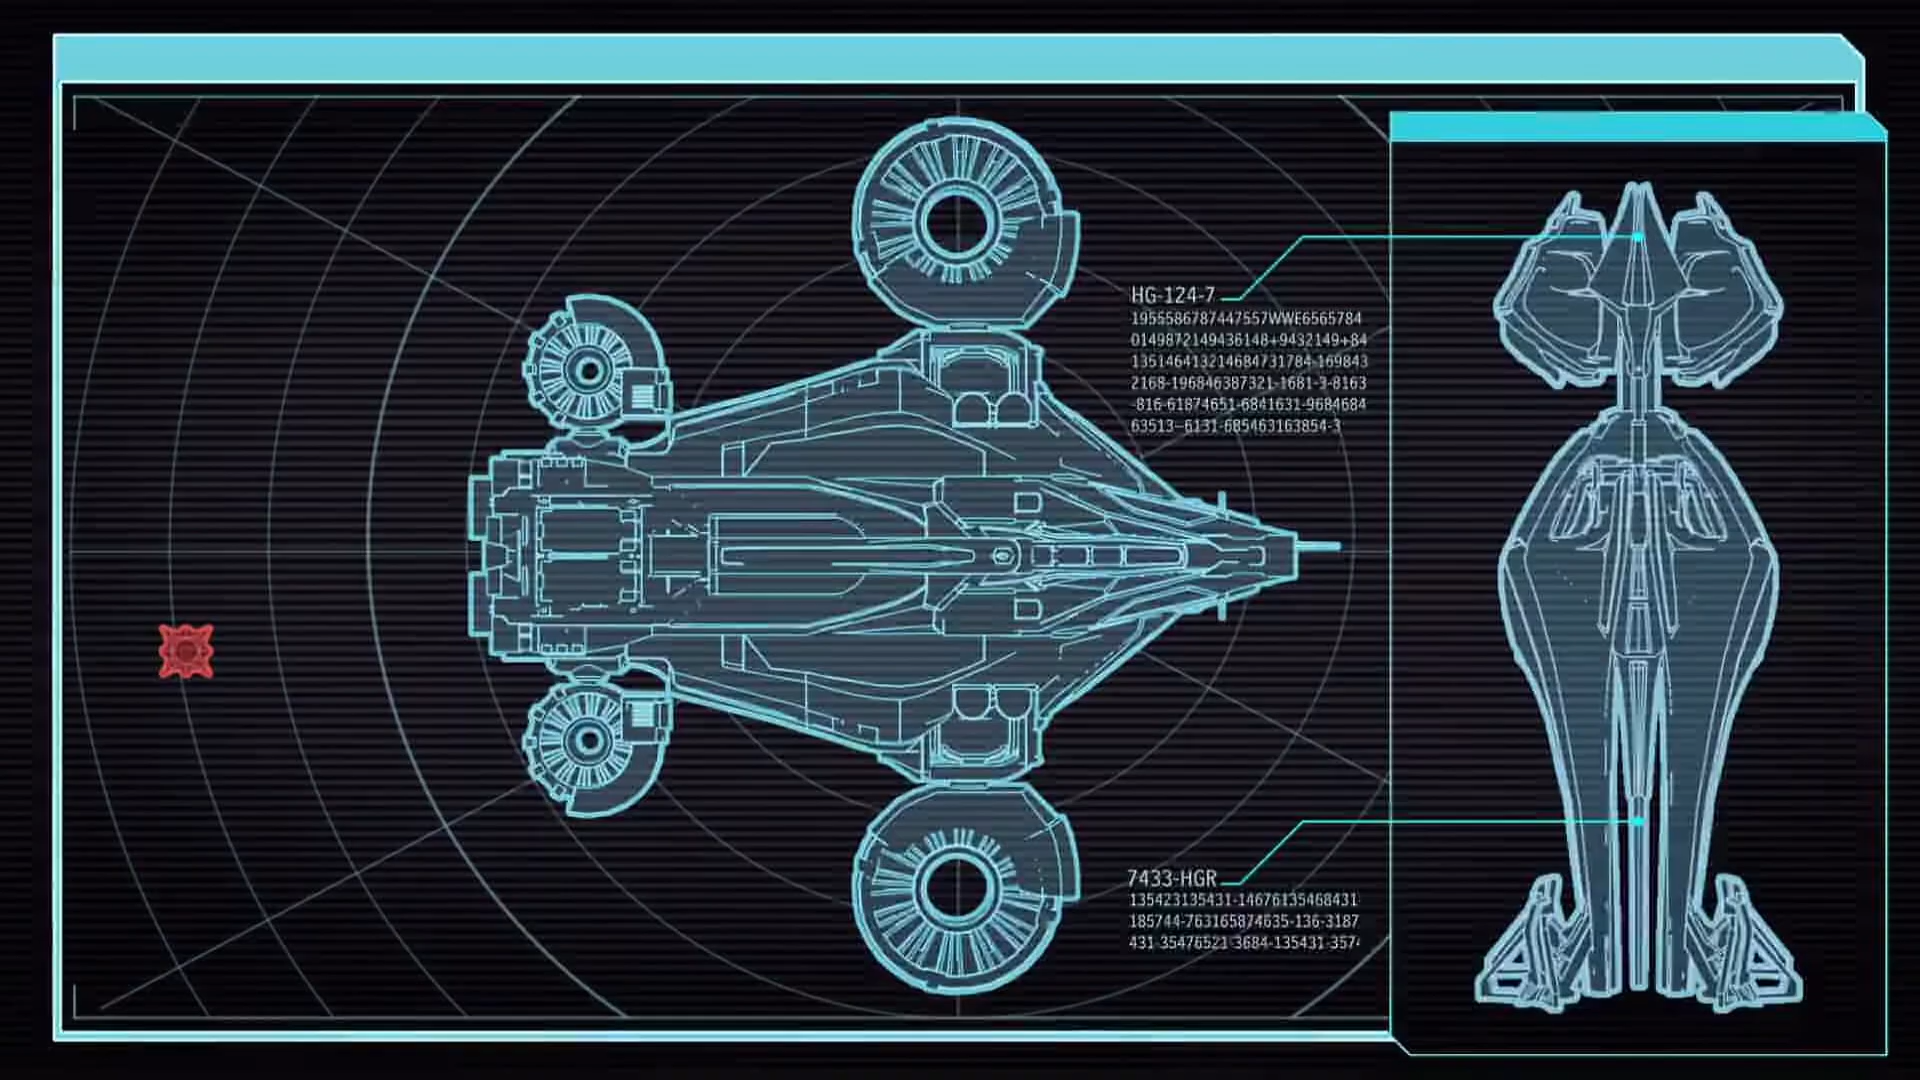 HG-124-7
1955586787447557WWE6565784
0149872149436148+9432149+84
135146413214684731784-169843
2168-196846387321-1681-3-8163
-816-61874651-6841631-9684684
63513--6131-685463163854-3
7433-HGR
135423135431-14676135468431
185744-763165874635-136-3187
431-35476521-3684-135431-357